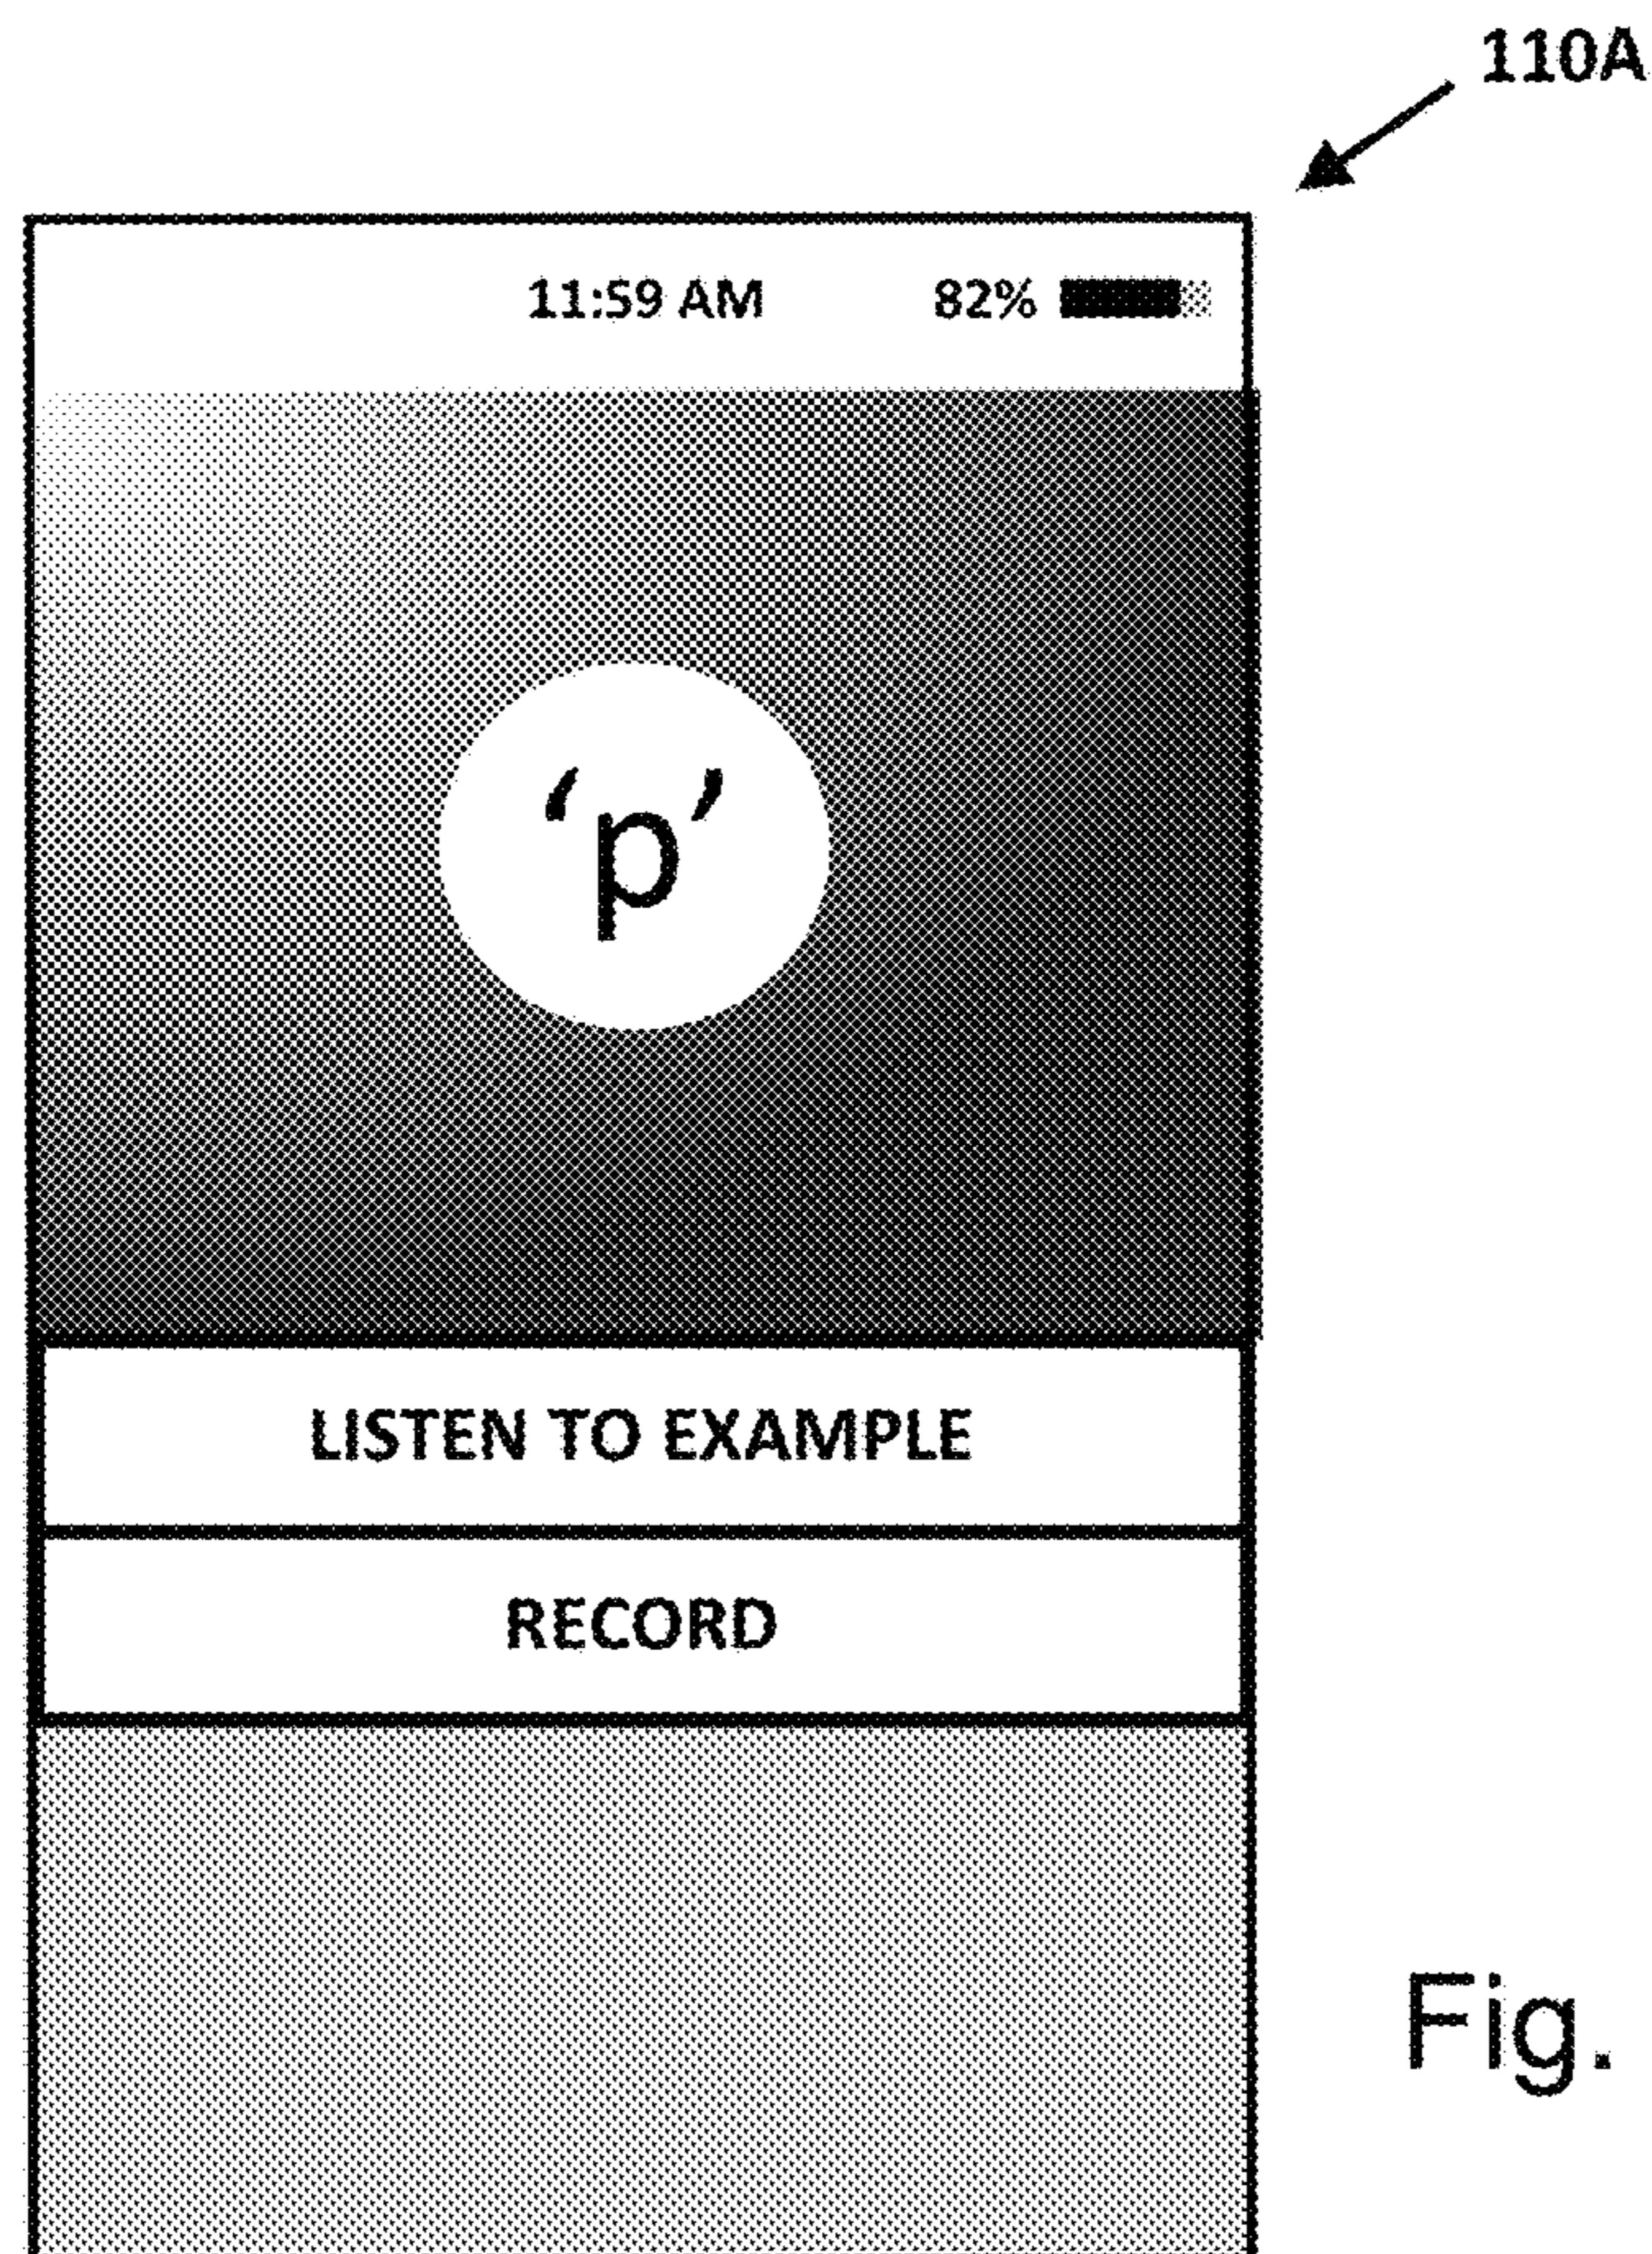 110A
11:59 AM 82%
‘p’
LISTEN TO EXAMPLE
RECORD
Fig.